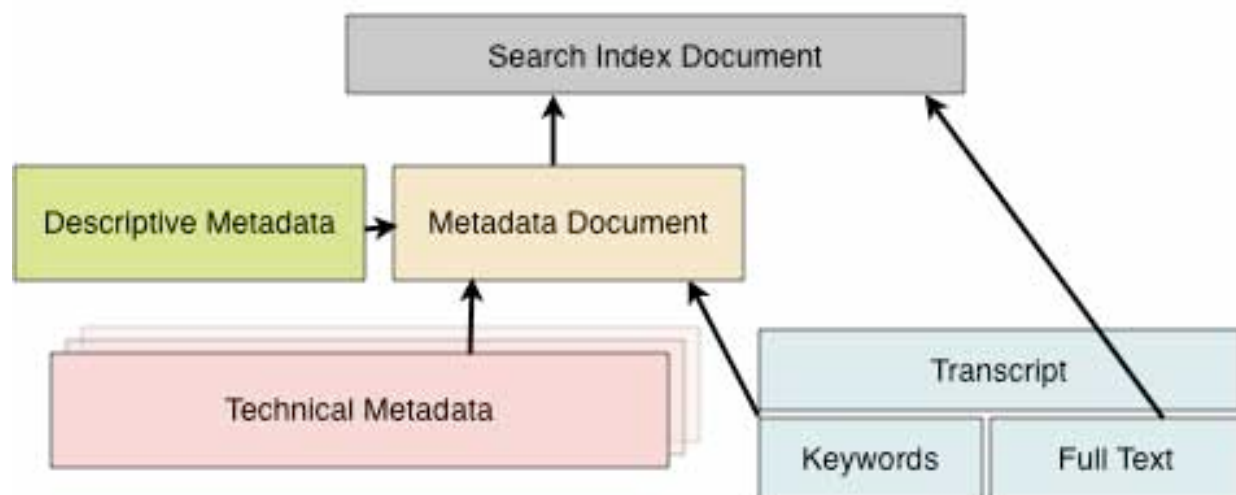 Search Index Document
Descriptive Metadata
Metadata Document
Technical Metadata
Transcript
Keywords
Full Text